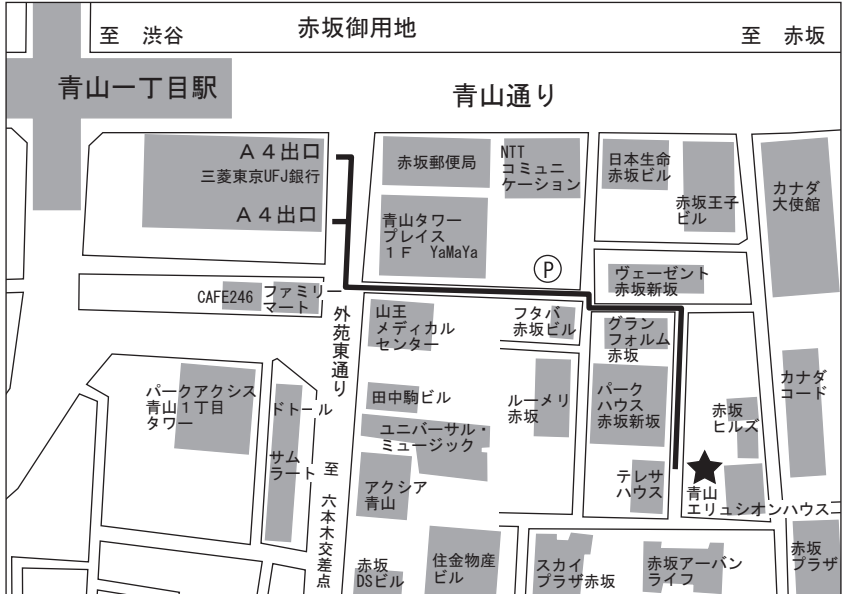 至 渋谷
赤坂御用地
至 赤坂
青山一丁目駅
青山通り
A4出口
三菱東京UFJ銀行
A4出口
赤坂郵便局
NTT
コミュニ
ケーション
日本生命
赤坂ビル
赤坂王子
ビル
カナダ
大使館
青山タワー
プレイス
1F YaMaYa
P
ヴェーゼント
赤坂新坂
CAFE246
ファミリー
マート
外苑東通り
山王
メディカル
センター
フタバ
赤坂ビル
グラン
フォルム
赤坂
パークアクシス
青山1丁目
タワー
ドトール
田中駒ビル
ルーメリ
赤坂
パーク
ハウス
赤坂新坂
赤坂
ヒルズ
カナダ
コード
ユニバーサル・
ミュージック
サム
ラート
至 六本木交差点
アクシア
青山
テレサ
ハウス
青山
エリュシオンハウス
赤坂
DSビル
住金物産
ビル
スカイ
プラザ赤坂
赤坂アーバン
ライフ
赤坂
プラザ